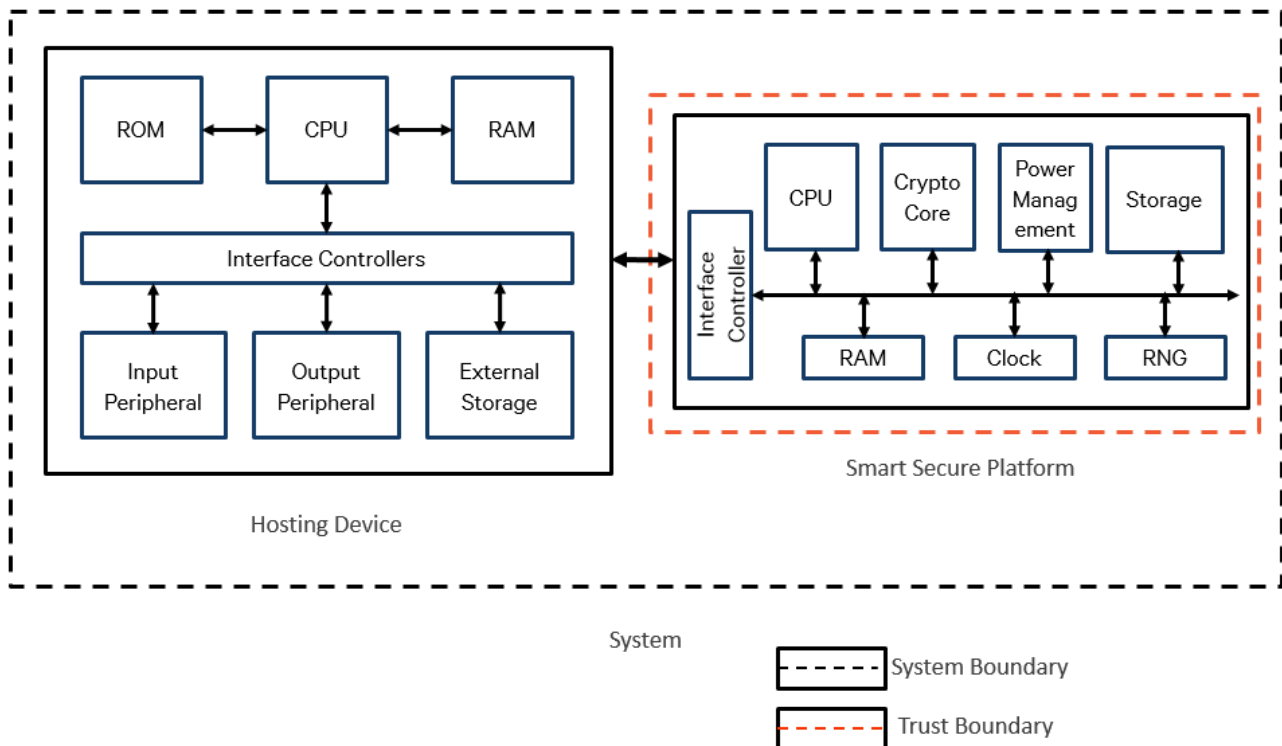 ROM
CPU
RAM
Interface Controllers
Input
Peripheral
Output
Peripheral
External
Storage
Hosting Device
Interface
Controller
CPU
Crypto
Core
Power
Manag
ement
Storage
RAM
Clock
RNG
Smart Secure Platform
System
System Boundary
Trust Boundary